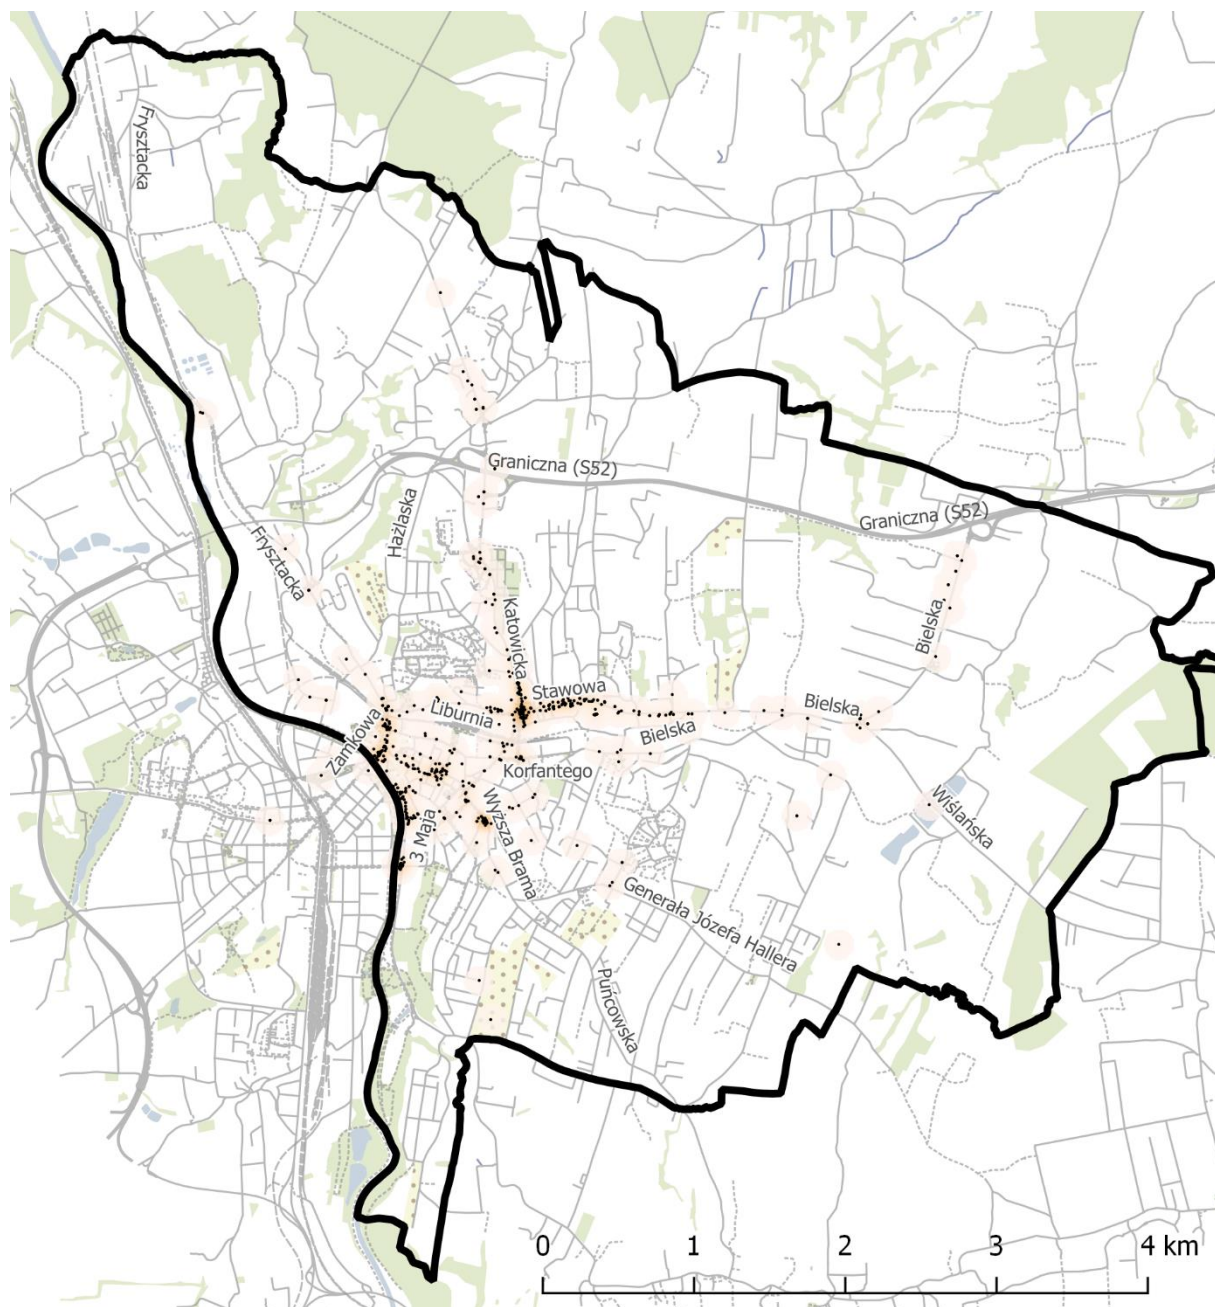 Frysztacka
Graniczna (S52)
Graniczna (S52)
Hażlaska
Frysztacka
Katowicka
Bielska
Stawowa
Liburnia
Bielska
Zamkowa
Bielska
Korfantego
3 Maja
Wyższa Brama
Wiślańska
Generała Józefa Hallera
Puńcowska
0 1 2 3 4 km